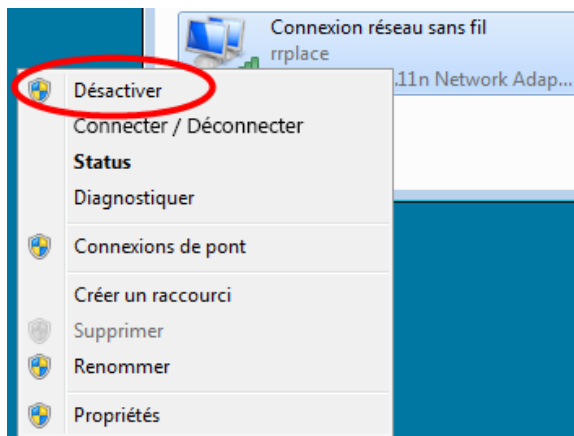 Connexion réseau sans fil
rrplace
.11n Network Adap...
Désactiver
Connecter / Déconnecter
Status
Diagnostiquer
Connexions de pont
Créer un raccourci
Supprimer
Renommer
Propriétés